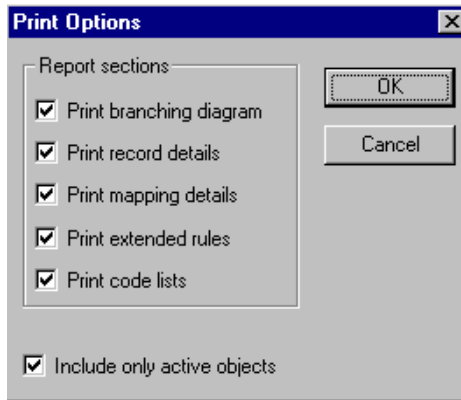 Print Options
Report sections
Print branching diagram
Print record details
Print mapping details
Print extended rules
Print code lists
Include only active objects
OK
Cancel